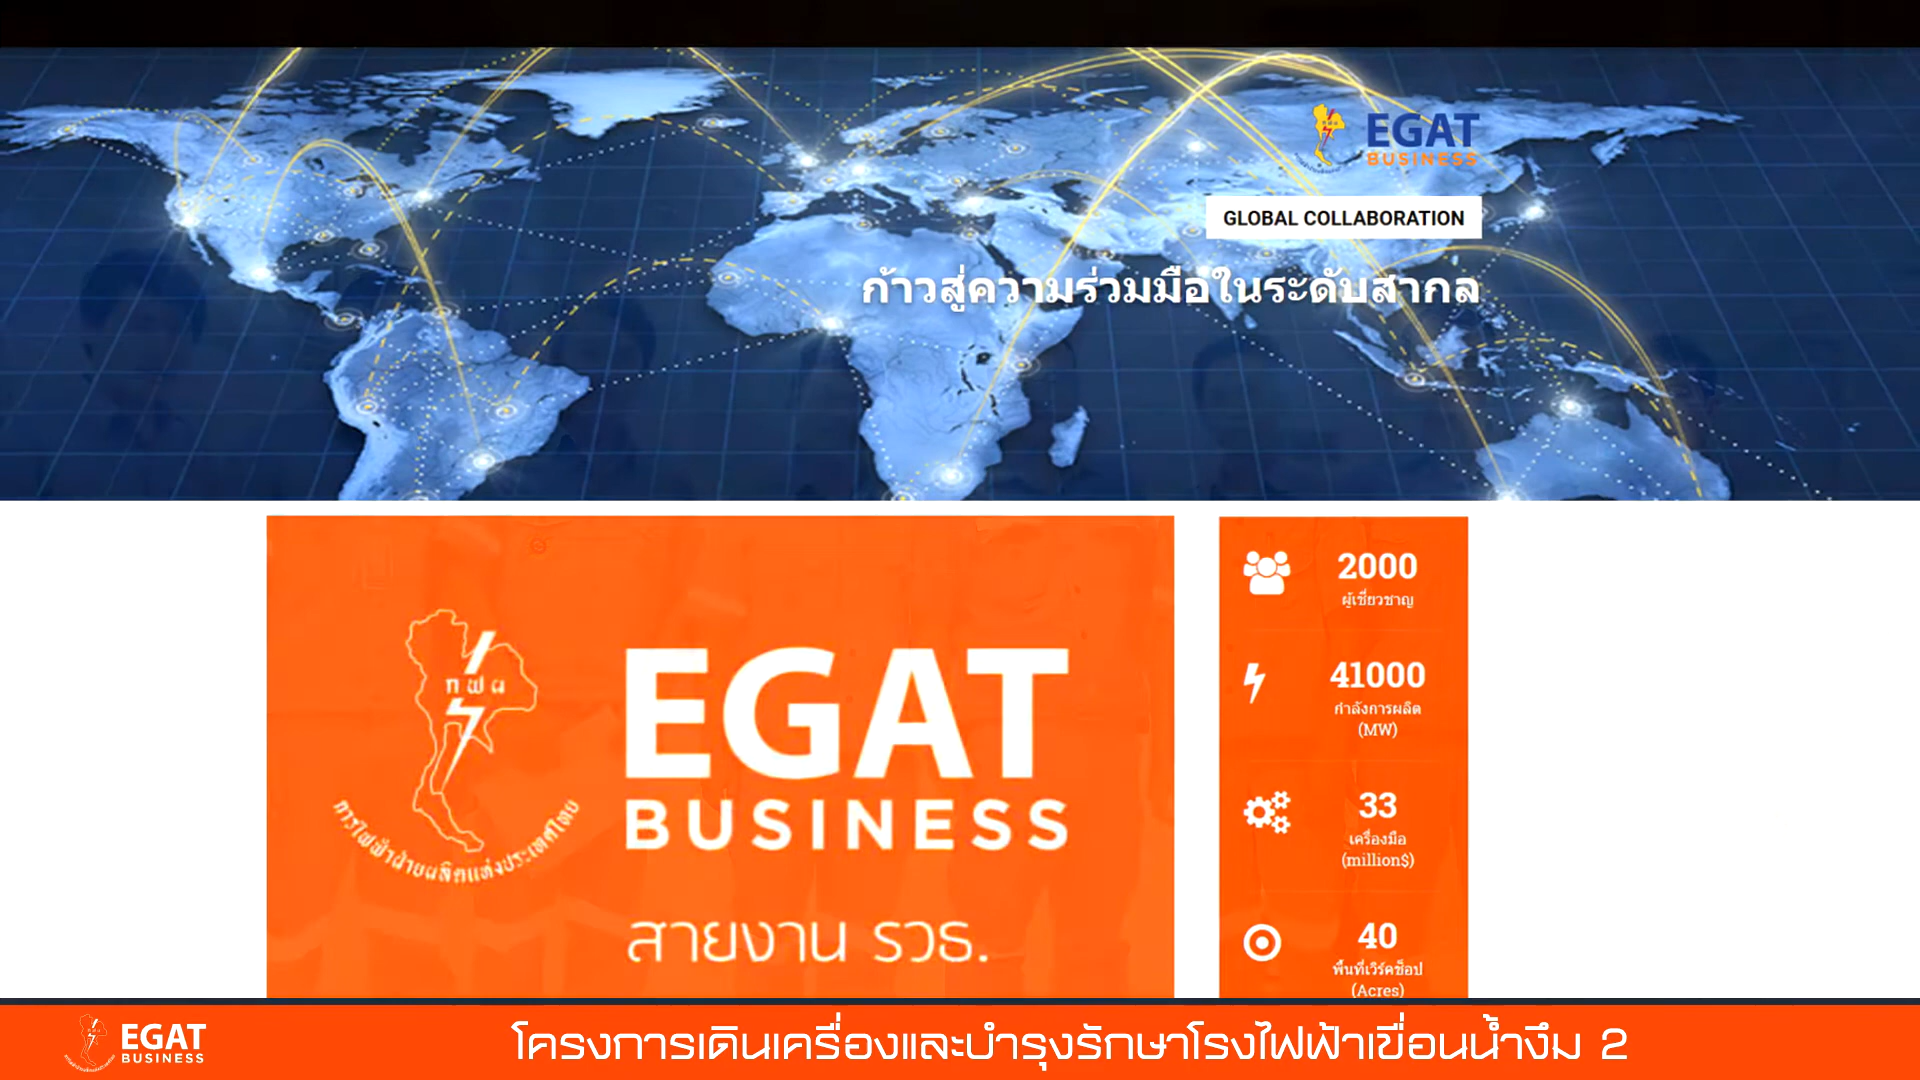 กฟผ
EGAT
BUSINESS
GLOBAL COLLABORATION
ก้าวสู่ความร่วมมือในระดับสากล
กฟผ
การไฟฟ้าฝ่ายผลิตแห่งประเทศไทย
EGAT
BUSINESS
สายงาน รวธ.
2000
ผู้เชี่ยวชาญ
41000
กำลังการผลิต
(MW)
33
เครื่องมือ
(million$)
40
พื้นที่เวิร์คช็อป
(Acres)
EGAT
BUSINESS
โครงการเดินเครื่องและบำรุงรักษาโรงไฟฟ้าเขื่อนน้ำงึม 2